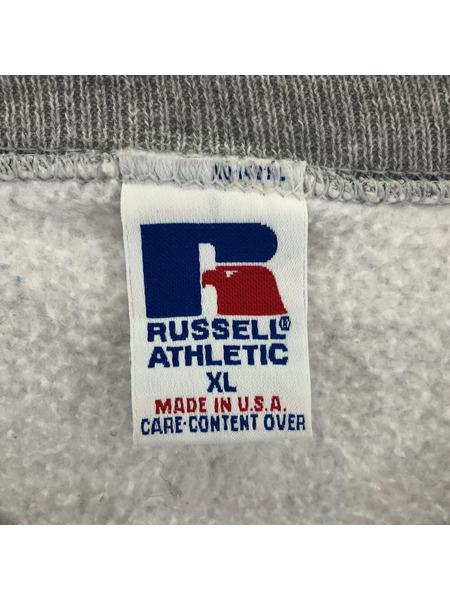 RUSSELL®
ATHLETIC
XL
MADE IN U.S.A.
CARE-CONTENT OVER